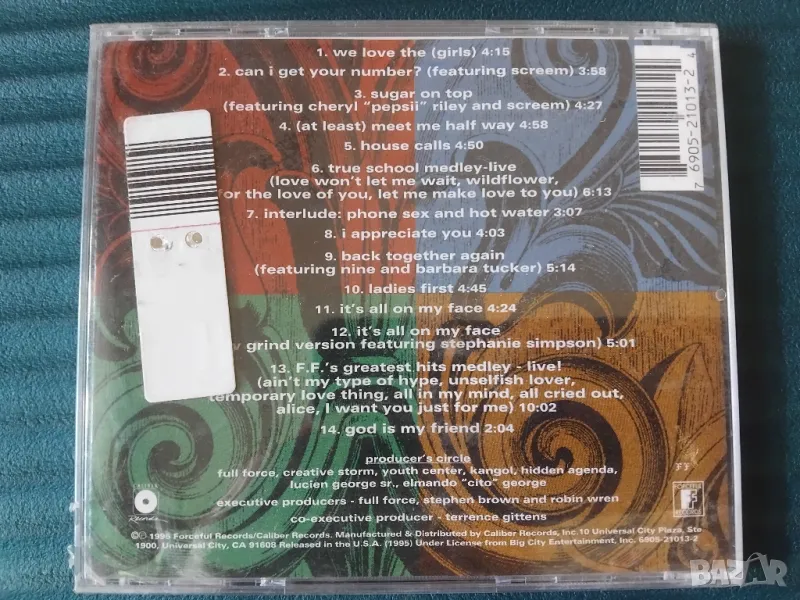 1. we love the (girls) 4:15
2. can i get your number? (featuring screem) 3:58
3. sugar on top
(featuring cheryl "pepsii" riley and screem) 4:27
4. (at least) meet me half way 4:58
5. house calls 4:50
6. true school medley-live
(love won't let me wait, wildflower,
for the love of you, let me make love to you) 6:13
7. interlude: phone sex and hot water 3:07
8. i appreciate you 4:03
9. back together again
(featuring nine and barbara tucker) 5:14
10. ladies first 4:45
11. it's all on my face 4:24
12. it's all on my face
grind version featuring stephanie simpson) 5:01
13. F.F.'s greatest hits medley - live!
(ain't my type of hype, unselfish lover,
temporary love thing, all in my mind, all cried out,
alice, I want you just for me) 10:02
14. god is my friend 2:04
producer's circle
full force, creative storm, youth center, kangol, hidden agenda,
lucien george sr., elmando "cito" george
executive producers - full force, stephen brown and robin wren
co-executive producer - terrence gittens
©℗ 1995 Forceful Records/Caliber Records. Manufactured & Distributed by Caliber Records, Inc. 10 Universal City Plaza, Ste
1900, Universal City, CA 91608 Released in the U.S.A. (1995) Under License from Big City Entertainment, Inc. 6905-21013-2
7 6905-21013-2 4
Records
FF
RECORDS
BAZAR